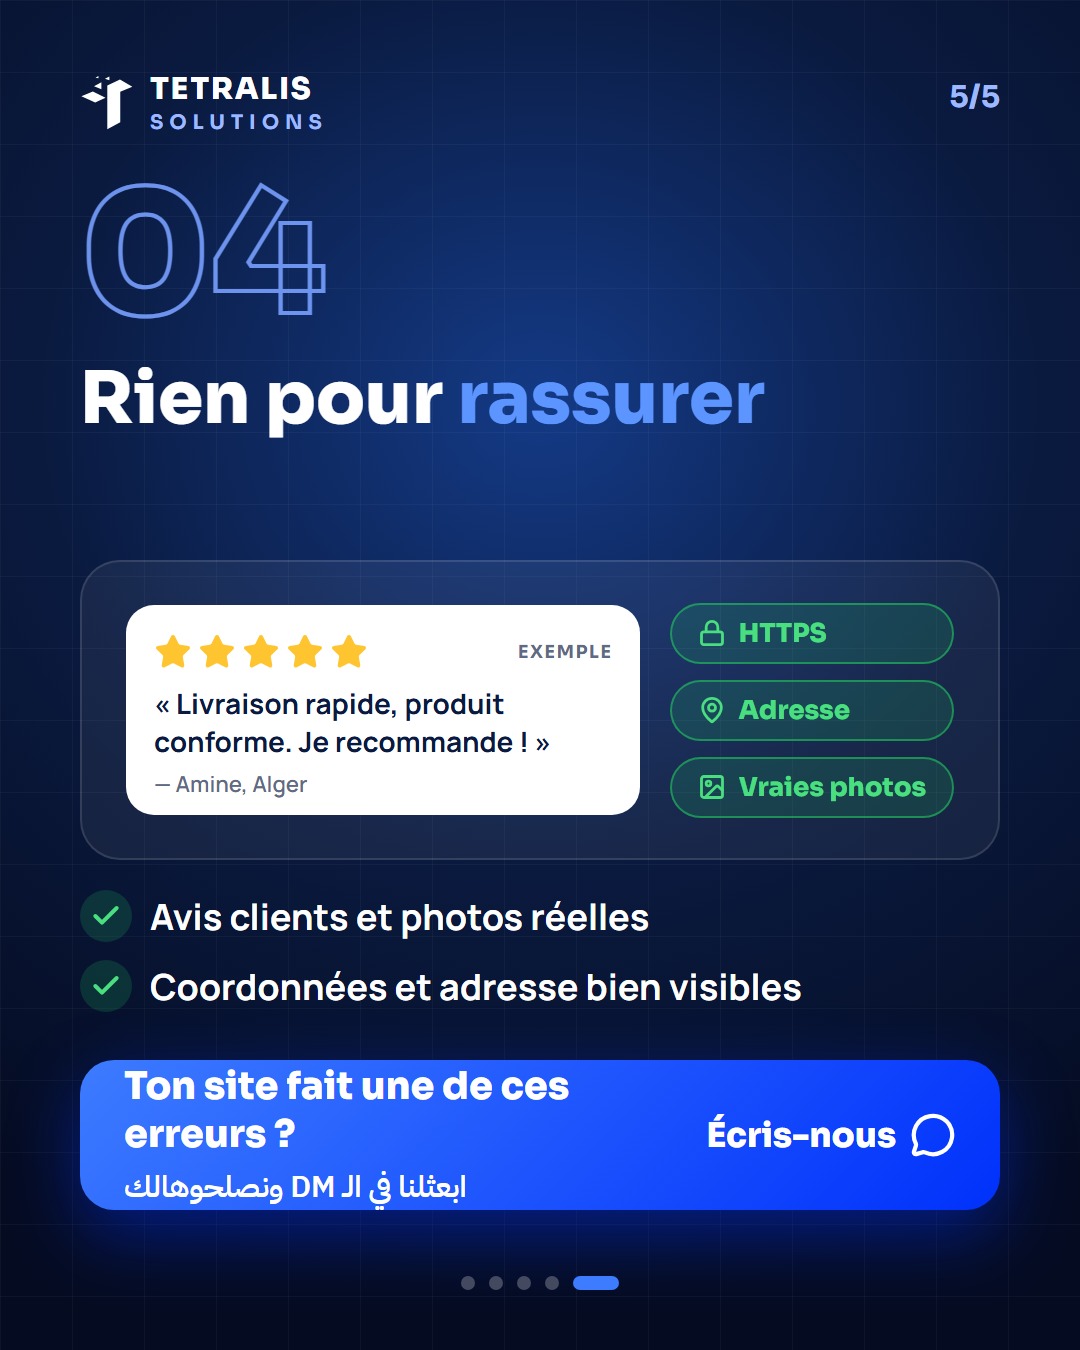 TETRALIS
SOLUTIONS
5/5
04
Rien pour rassurer
EXEMPLE
« Livraison rapide, produit
conforme. Je recommande ! »
— Amine, Alger
HTTPS
Adresse
Vraies photos
Avis clients et photos réelles
Coordonnées et adresse bien visibles
Ton site fait une de ces
erreurs ?
ابعثلنا في الـ DM ونصلحوهالك
Écris-nous